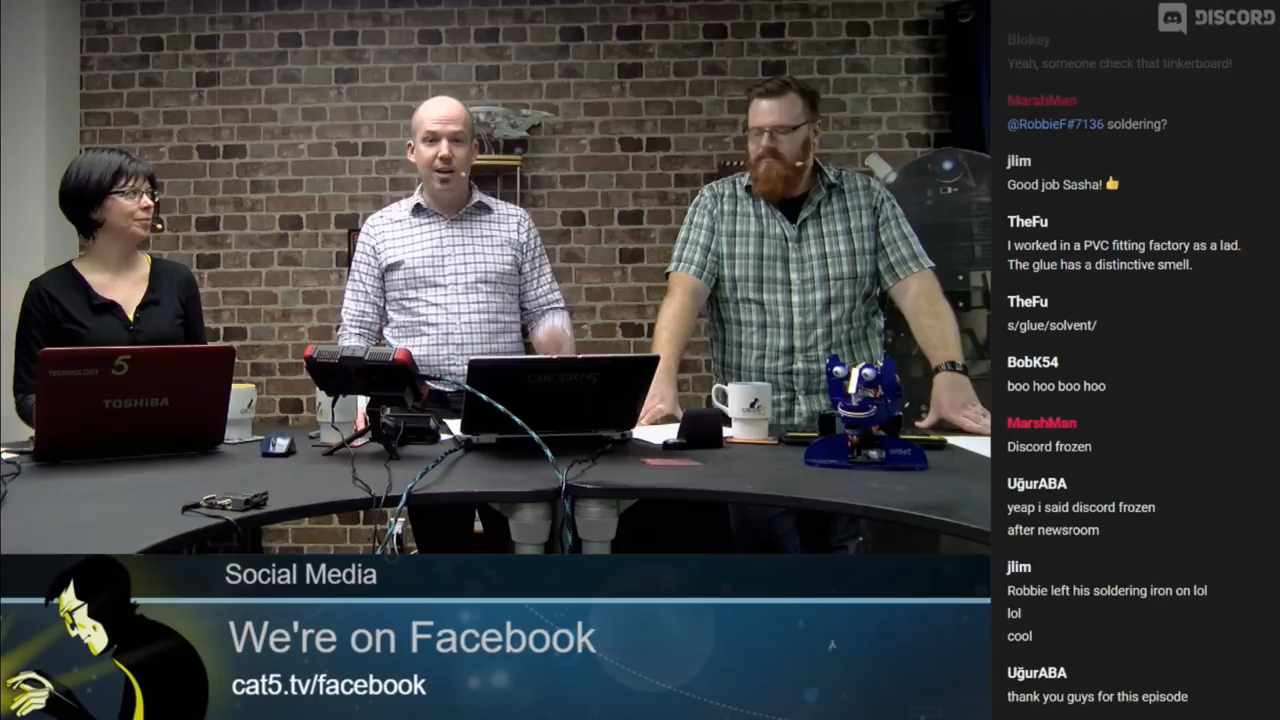 DISCORD
Blokey
Yeah, someone check that tinkerboard!
MarshMan
@RobbieF#7136 soldering?
jlim
Good job Sasha! 👍
TheFu
I worked in a PVC fitting factory as a lad.
The glue has a distinctive smell.
TheFu
s/glue/solvent/
BobK54
boo hoo boo hoo
MarshMan
Discord frozen
UğurABA
yeap i said discord frozen
after newsroom
jlim
Robbie left his soldering iron on lol
lol
cool
UğurABA
thank you guys for this episode
TECHNOLOGY 5
TOSHIBA
Social Media
We're on Facebook
cat5.tv/facebook